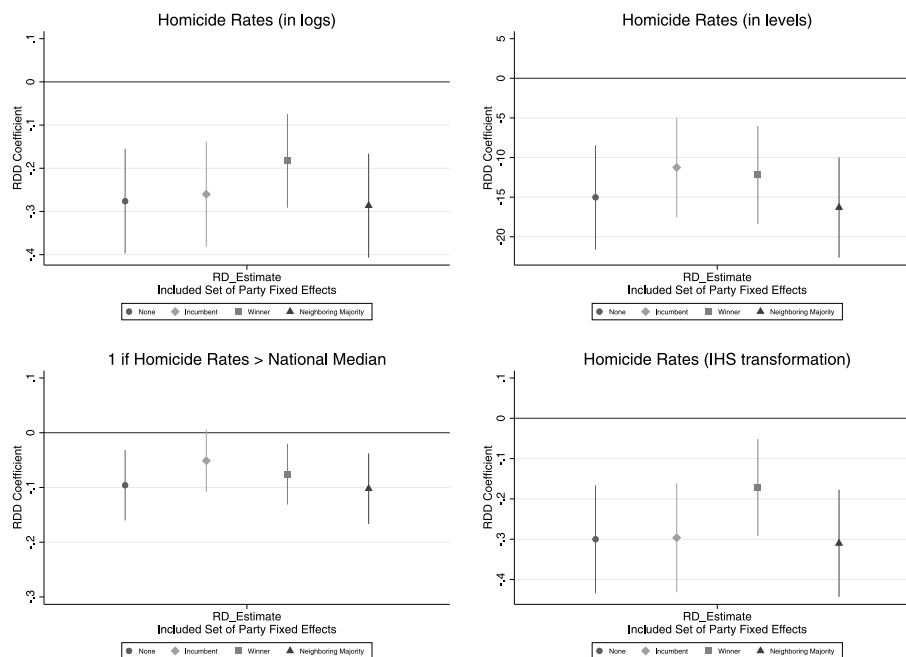 Homicide Rates (in logs)
.1
0
-.1
-.2
-.3
-.4
RDD Coefficient
RD_Estimate
Included Set of Party Fixed Effects
None Incumbent Winner Neighboring Majority
Homicide Rates (in levels)
5
0
-5
-10
-15
-20
RDD Coefficient
RD_Estimate
Included Set of Party Fixed Effects
None Incumbent Winner Neighboring Majority
1 if Homicide Rates > National Median
.1
0
-.1
-.2
-.3
RDD Coefficient
RD_Estimate
Included Set of Party Fixed Effects
None Incumbent Winner Neighboring Majority
Homicide Rates (IHS transformation)
.1
0
-.1
-.2
-.3
-.4
RDD Coefficient
RD_Estimate
Included Set of Party Fixed Effects
None Incumbent Winner Neighboring Majority